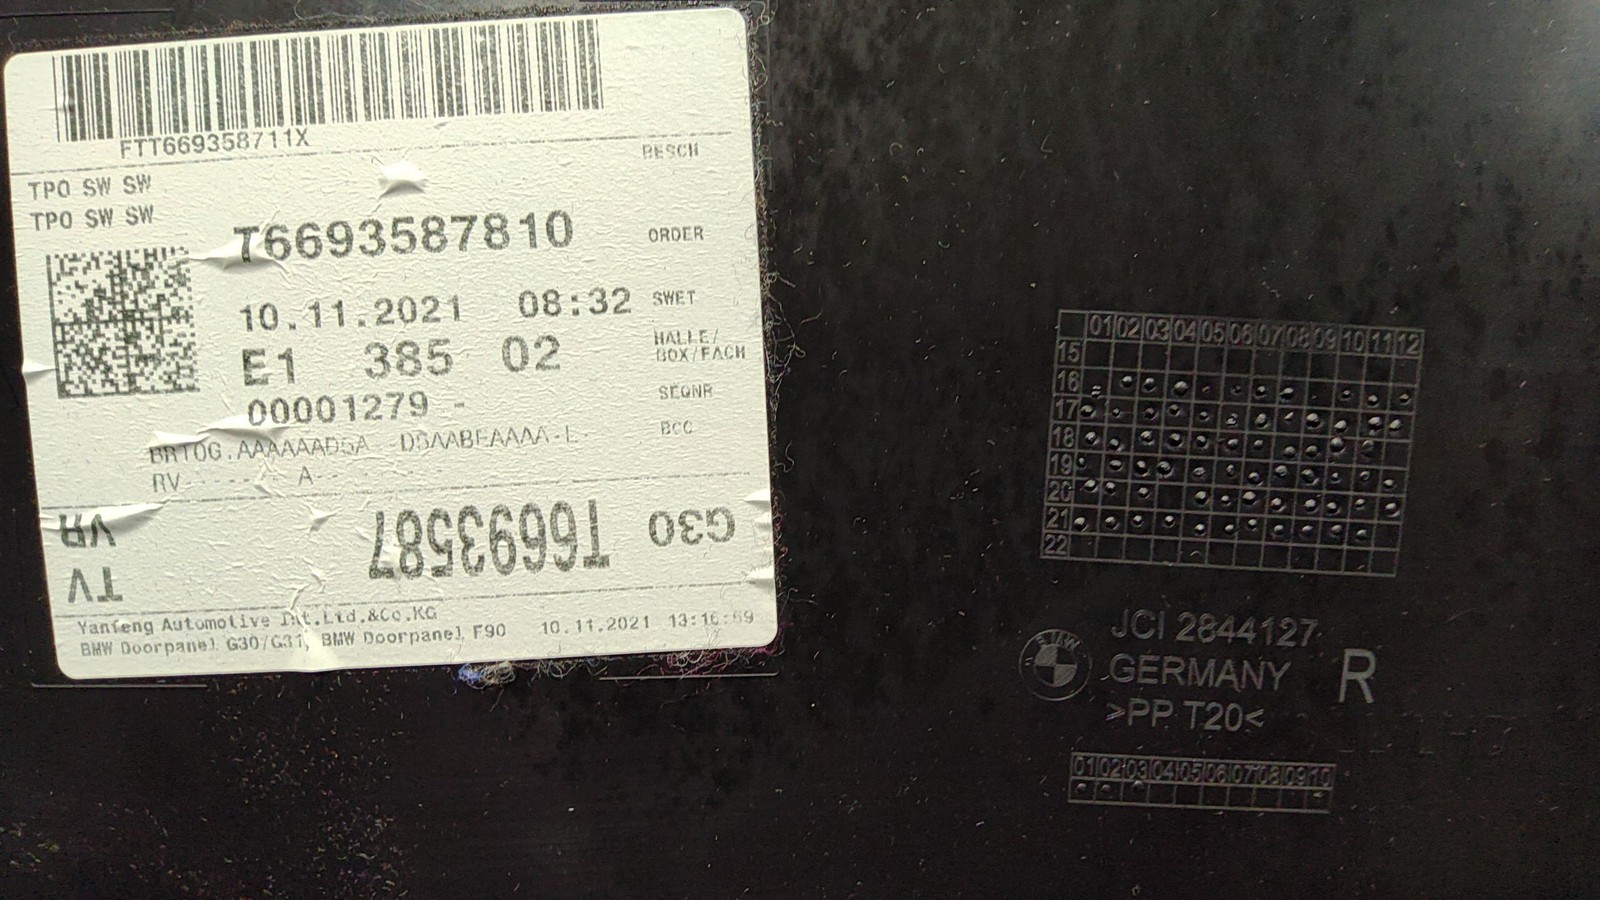 FTT669358711X
BESCH
TPO SW SW
TPO SW SW
T6693587810
ORDER
10.11.2021 08:32
SWET
E1 385 02
HALLE/
BOX/FACH
00001279 -
SEQNR
BCC
RV - - - - - - A - -
VR
T6693587
G30
TV
Yanfeng Automotive Int.Ltd.&Co.KG
BMW Doorpanel G30/G31, BMW Doorpanel F90
10.11.2021 13:16:59
01 02 03 04 05 06 07 08 09 10 11 12
15
16
17
18
19
20
21
22
BMW
JCI 2844127
GERMANY
R
>PP T20<
01 02 03 04 05 06 07 08 09 10